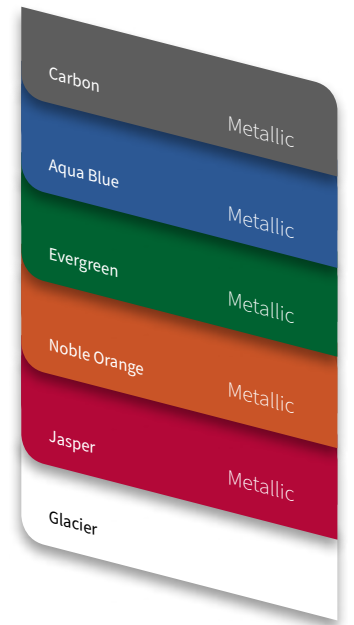 Carbon
Metallic
Aqua Blue
Metallic
Evergreen
Metallic
Noble Orange
Metallic
Jasper
Metallic
Glacier